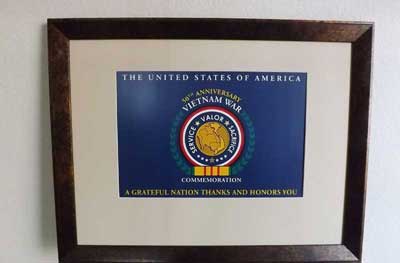 THE UNITED STATES OF AMERICA
50TH ANNIVERSARY
VIETNAM WAR
SERVICE VALOR SACRIFICE
COMMEMORATION
A GRATEFUL NATION THANKS AND HONORS YOU